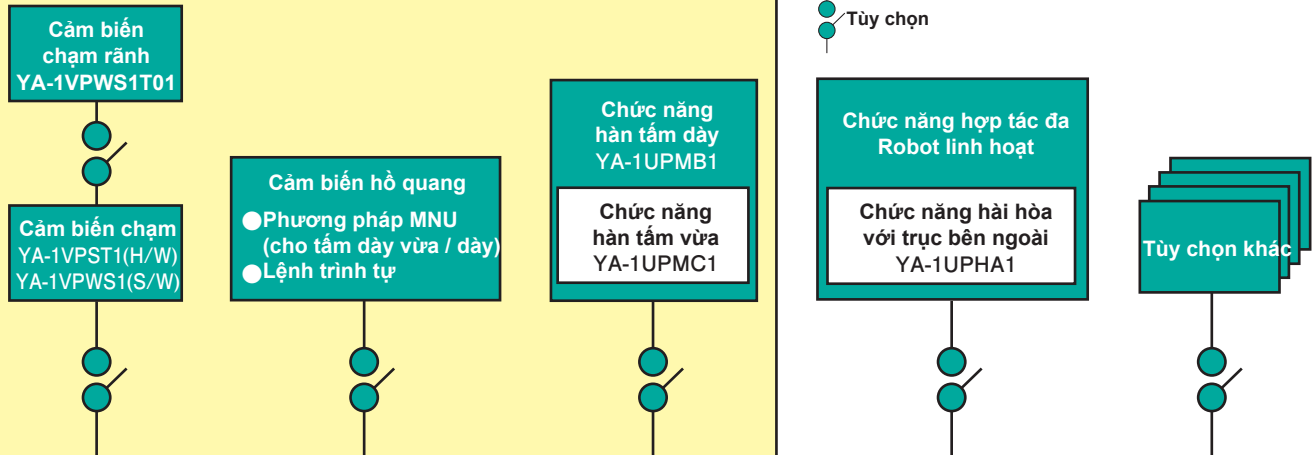 Cảm biến
chạm rãnh
YA-1VPWS1T01
Cảm biến chạm
YA-1VPST1(H/W)
YA-1VPWS1(S/W)
Cảm biến hồ quang
●Phương pháp MNU
(cho tấm dày vừa / dày)
●Lệnh trình tự
Chức năng
hàn tấm dày
YA-1UPMB1
Chức năng
hàn tấm vừa
YA-1UPMC1
Tùy chọn
Chức năng hợp tác đa
Robot linh hoạt
Chức năng hài hòa
với trục bên ngoài
YA-1UPHA1
Tùy chọn khác